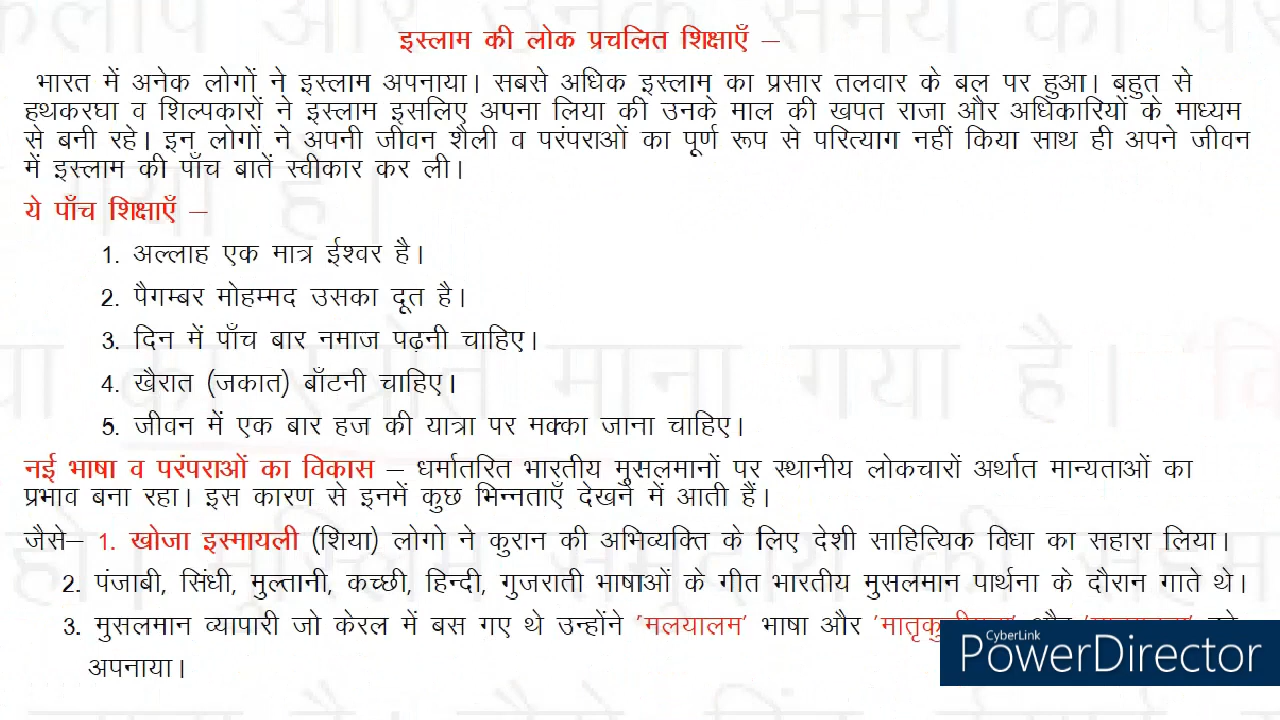 इस्लाम की लोक प्रचलित शिक्षाएँ –
भारत में अनेक लोगों ने इस्लाम अपनाया। सबसे अधिक इस्लाम का प्रसार तलवार के बल पर हुआ। बहुत से
हथकरघा व शिल्पकारों ने इस्लाम इसलिए अपना लिया की उनके माल की खपत राजा और अधिकारियों के माध्यम
से बनी रहे। इन लोगों ने अपनी जीवन शैली व परंपराओं का पूर्ण रूप से परित्याग नहीं किया साथ ही अपने जीवन
में इस्लाम की पाँच बातें स्वीकार कर ली।
ये पाँच शिक्षाएँ –
1. अल्लाह एक मात्र ईश्वर है।
2. पैगम्बर मोहम्मद उसका दूत है।
3. दिन में पाँच बार नमाज पढ़नी चाहिए।
4. खैरात (जकात) बाँटनी चाहिए।
5. जीवन में एक बार हज की यात्रा पर मक्का जाना चाहिए।
नई भाषा व परंपराओं का विकास – धर्मातरित भारतीय मुसलमानों पर स्थानीय लोकचारों अर्थात मान्यताओं का
प्रभाव बना रहा। इस कारण से इनमें कुछ भिन्नताएँ देखने में आती हैं।
जैसे– 1. खोजा इस्मायली (शिया) लोगो ने कुरान की अभिव्यक्ति के लिए देशी साहित्यिक विधा का सहारा लिया।
2. पंजाबी, सिंधी, मुल्तानी, कच्छी, हिन्दी, गुजराती भाषाओं के गीत भारतीय मुसलमान पार्थना के दौरान गाते थे।
3. मुसलमान व्यापारी जो केरल में बस गए थे उन्होंने 'मलयालम' भाषा और
अपनाया।
CyberLink
PowerDirector